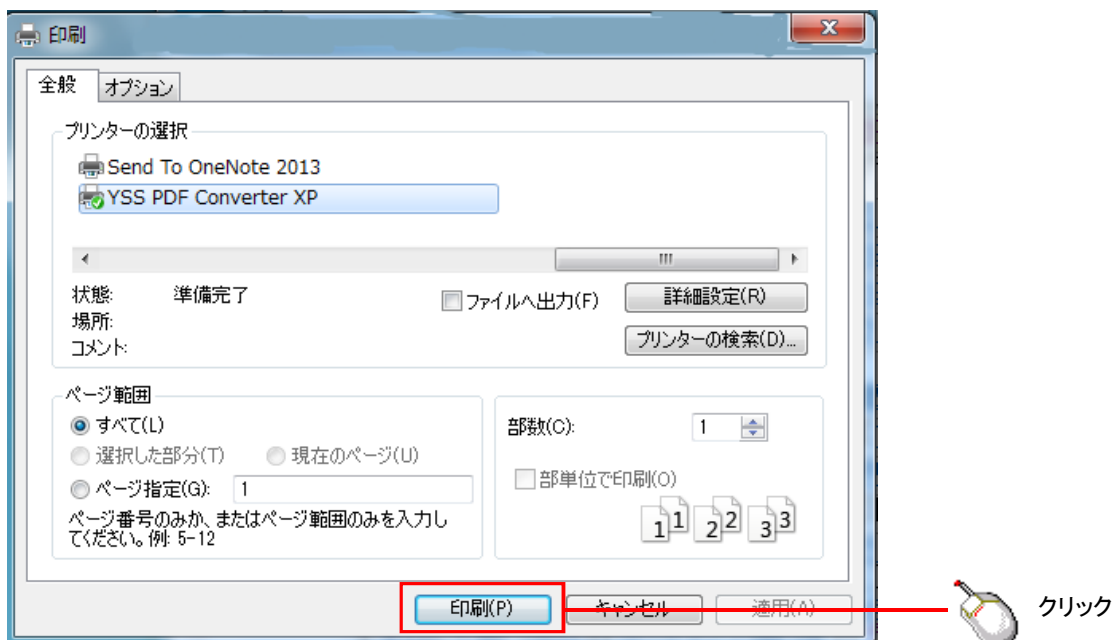 印刷
全般 オプション
プリンターの選択
Send To OneNote 2013
YSS PDF Converter XP
状態: 準備完了
場所:
コメント:
ファイルへ出力(F)
詳細設定(R)
プリンターの検索(D)...
ページ範囲
すべて(L)
選択した部分(T) 現在のページ(U)
ページ指定(G): 1
ページ番号のみか、またはページ範囲のみを入力し
てください。例: 5-12
部数(C): 1
部単位で印刷(O)
1 1 2 2 3 3
印刷(P) キャンセル 適用(A)
クリック